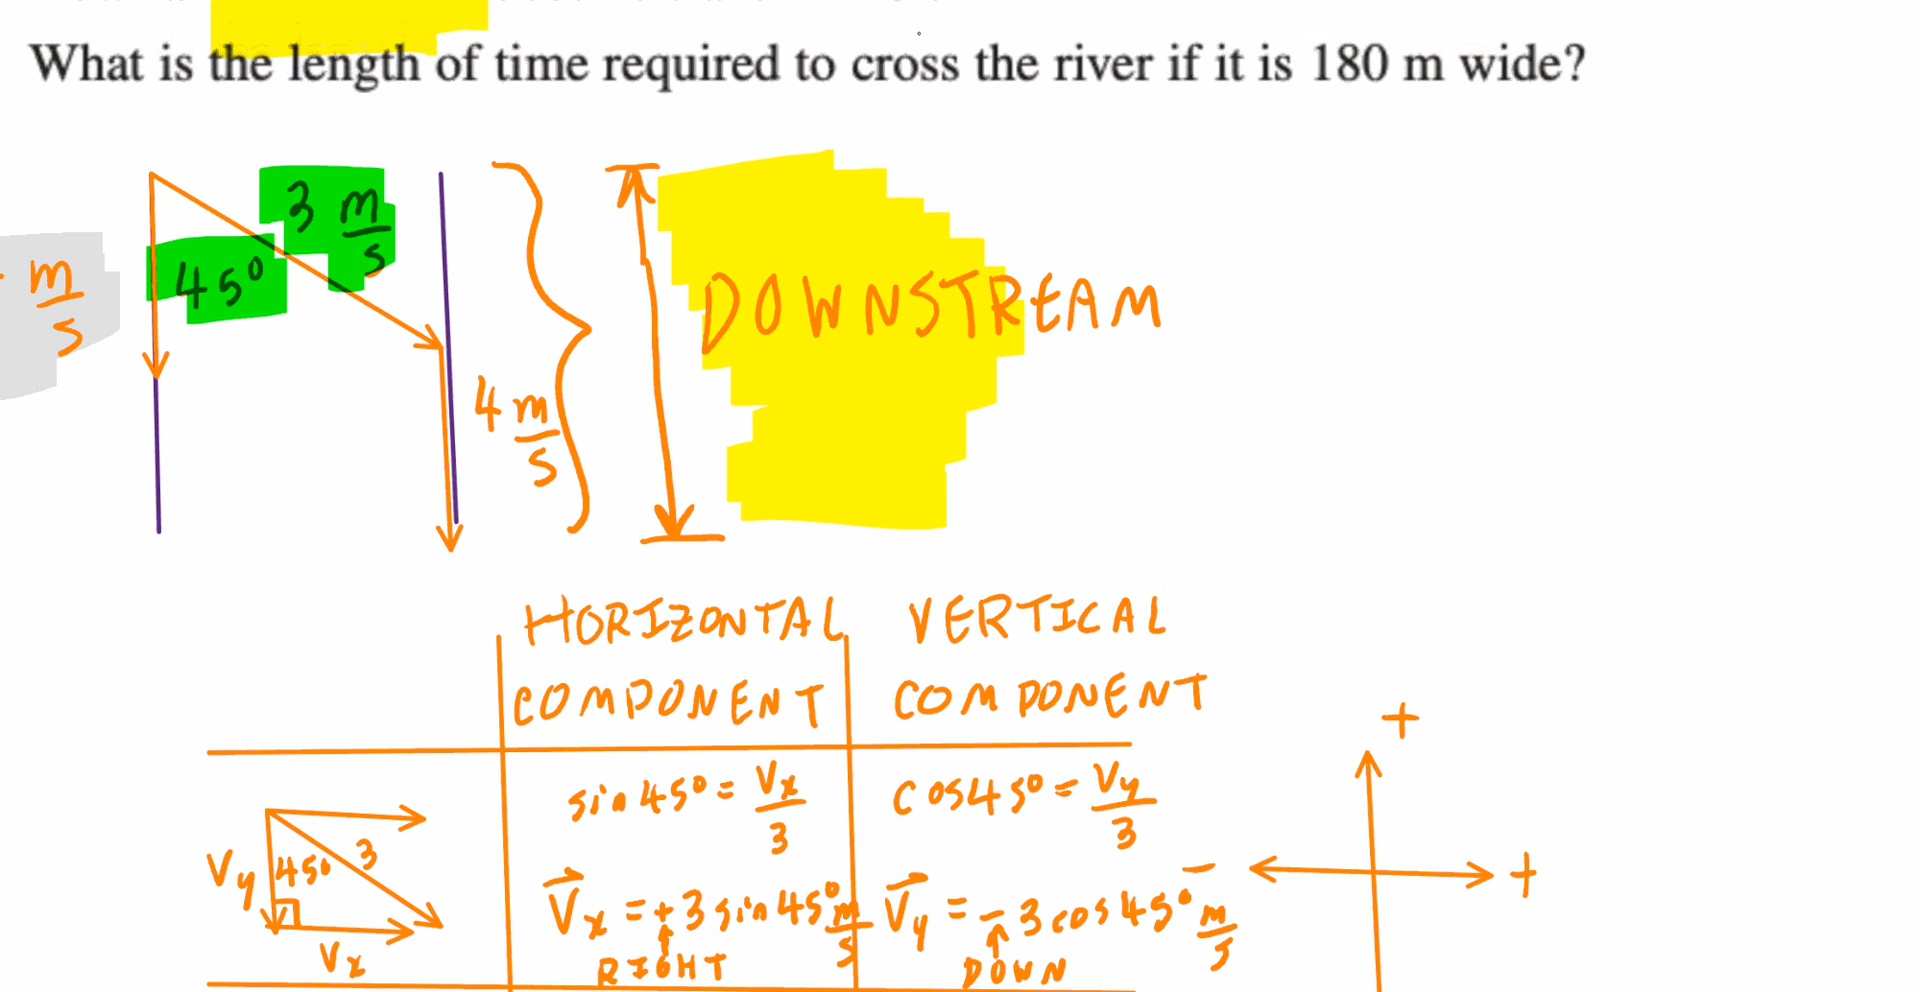 What is the length of time required to cross the river if it is 180 m wide?
3 m/s
45°
m/s
DOWNSTREAM
4 m/s
HORIZONTAL VERTICAL
COMPONENT COMPONENT
+
sin 45° = Vx/3 cos 45° = Vy/3
Vy 45° 3
− +
V⃗x = +3 sin 45° m/s V⃗y = −3 cos 45° m/s
Vx RIGHT DOWN